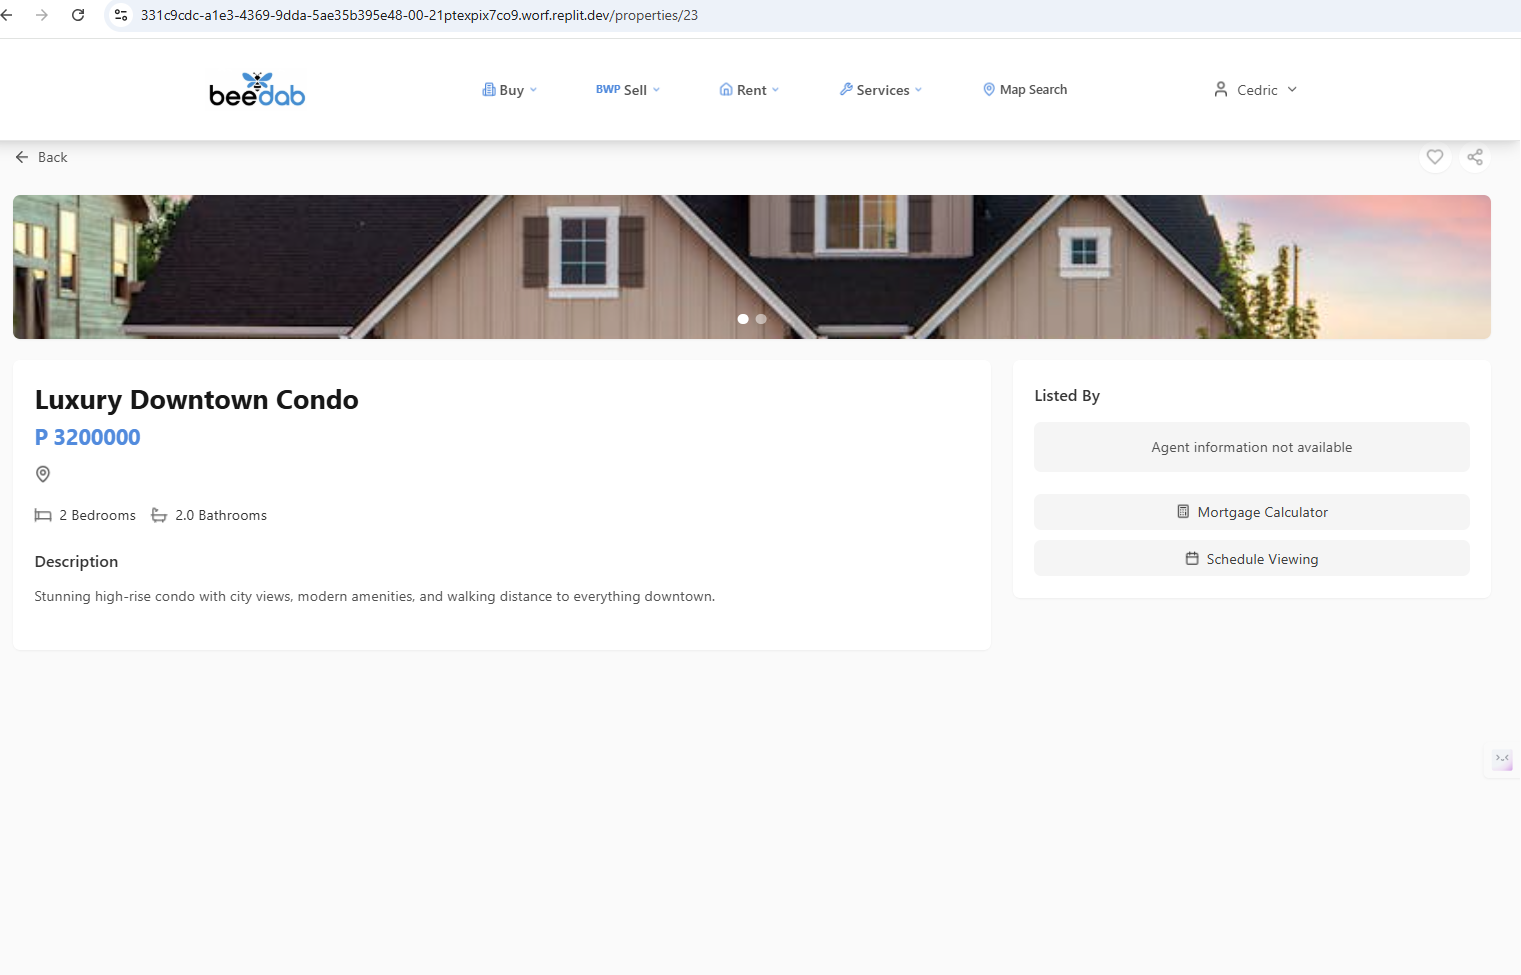 331c9cdc-a1e3-4369-9dda-5ae35b395e48-00-21ptexpix7co9.worf.replit.dev/properties/23
beedab
Buy
BWP Sell
Rent
Services
Map Search
Cedric
Back
Luxury Downtown Condo
P 3200000
2 Bedrooms
2.0 Bathrooms
Description
Stunning high-rise condo with city views, modern amenities, and walking distance to everything downtown.
Listed By
Agent information not available
Mortgage Calculator
Schedule Viewing